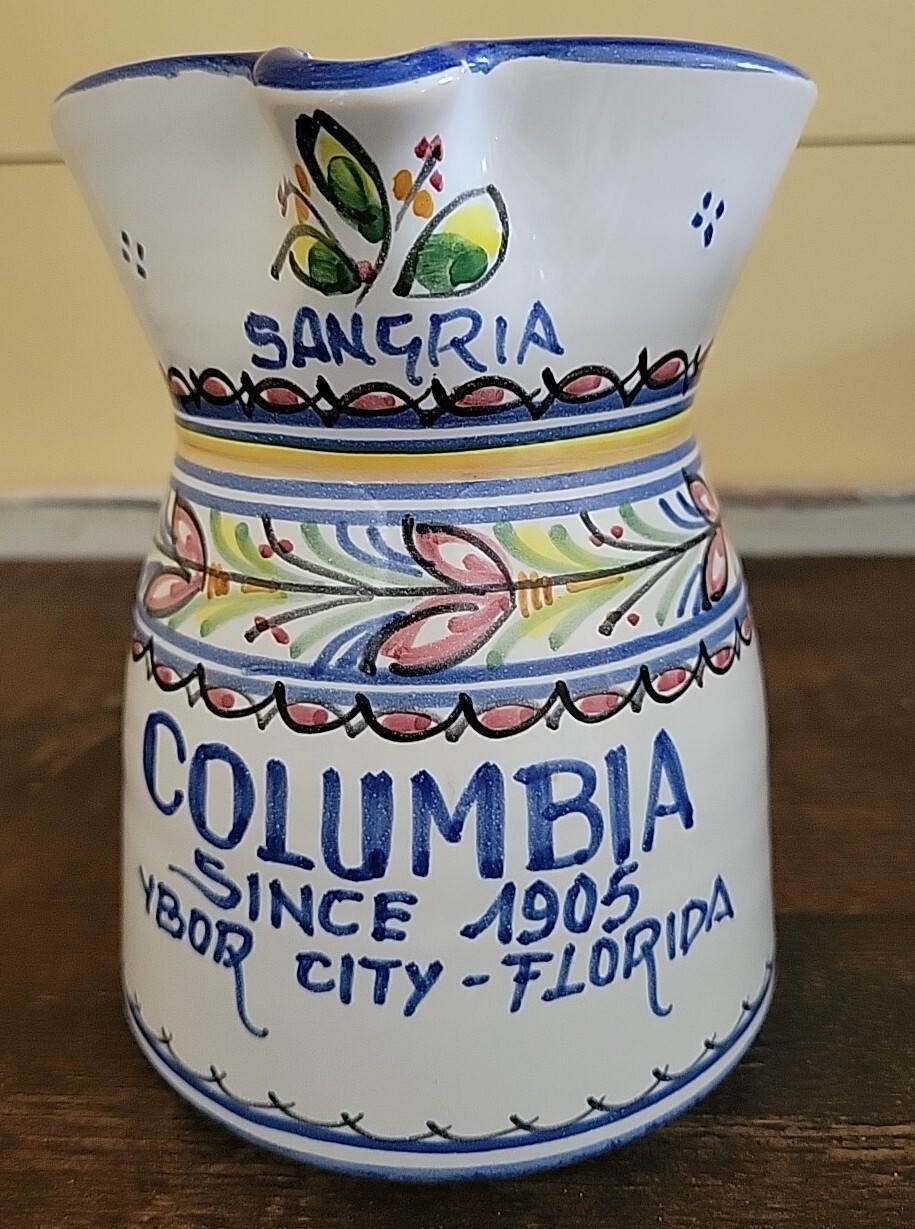 SANGRIA
COLUMBIA
SINCE 1905
YBOR CITY - FLORIDA